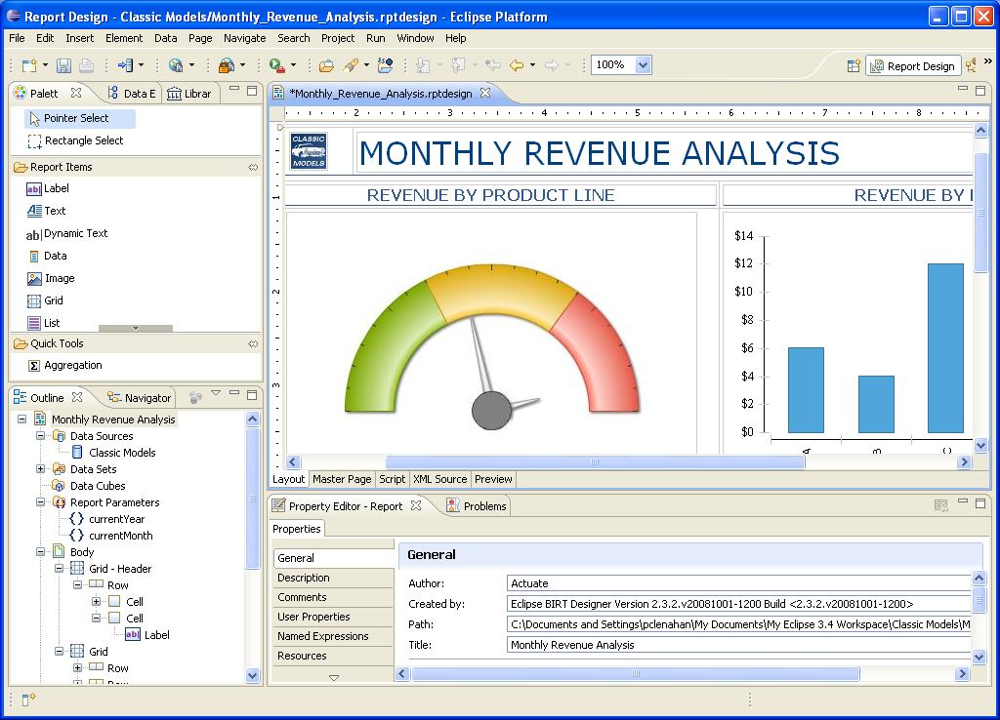 Report Design - Classic Models/Monthly_Revenue_Analysis.rptdesign - Eclipse Platform
File Edit Insert Element Data Page Navigate Search Project Run Window Help
100%
Report Design
Palett
Data E
Librar
Pointer Select
Rectangle Select
Report Items
Label
Text
Dynamic Text
Data
Image
Grid
List
Quick Tools
Aggregation
Outline
Navigator
Monthly Revenue Analysis
Data Sources
Classic Models
Data Sets
Data Cubes
Report Parameters
currentYear
currentMonth
Body
Grid - Header
Row
Cell
Cell
Label
Grid
Row
*Monthly_Revenue_Analysis.rptdesign
2 3 4 5 6 7 8
1
2
3
CLASSIC
MODELS
MONTHLY REVENUE ANALYSIS
REVENUE BY PRODUCT LINE
REVENUE BY
$14
$12
$10
$8
$6
$4
$2
$0
A B C
Layout Master Page Script XML Source Preview
Property Editor - Report
Problems
Properties
General
Description
Comments
User Properties
Named Expressions
Resources
General
Author: Actuate
Created by: Eclipse BIRT Designer Version 2.3.2.v20081001-1200 Build <2.3.2.v20081001-1200>
Path: C:\Documents and Settings\pclenahan\My Documents\My Eclipse 3.4 Workspace\Classic Models\M
Title: Monthly Revenue Analysis